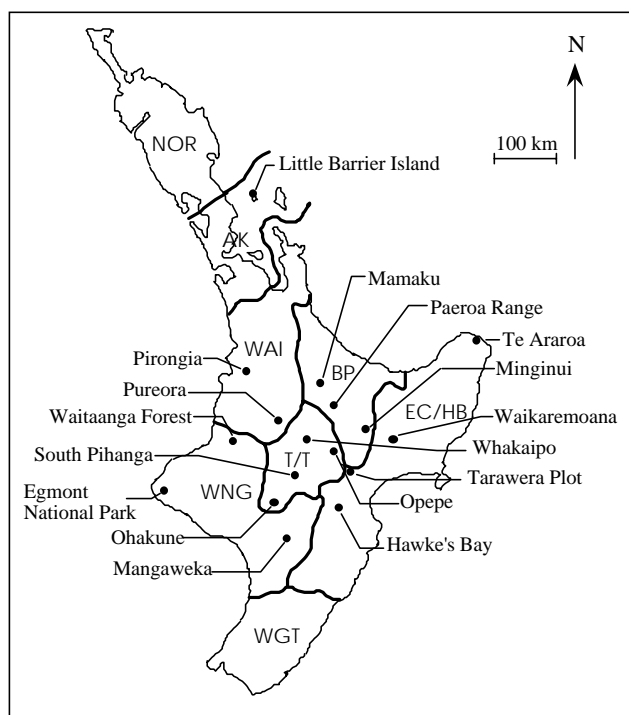 N
100 km
NOR
Little Barrier Island
AK
Mamaku
Paeroa Range
Te Araroa
WAI
Pirongia
BP
Minginui
Pureora
EC/HB
Waitaanga Forest
Waikaremoana
Whakaipo
South Pihanga
T/T
Tarawera Plot
Egmont
National Park
WNG
Opepe
Ohakune
Hawke's Bay
Mangaweka
WGT